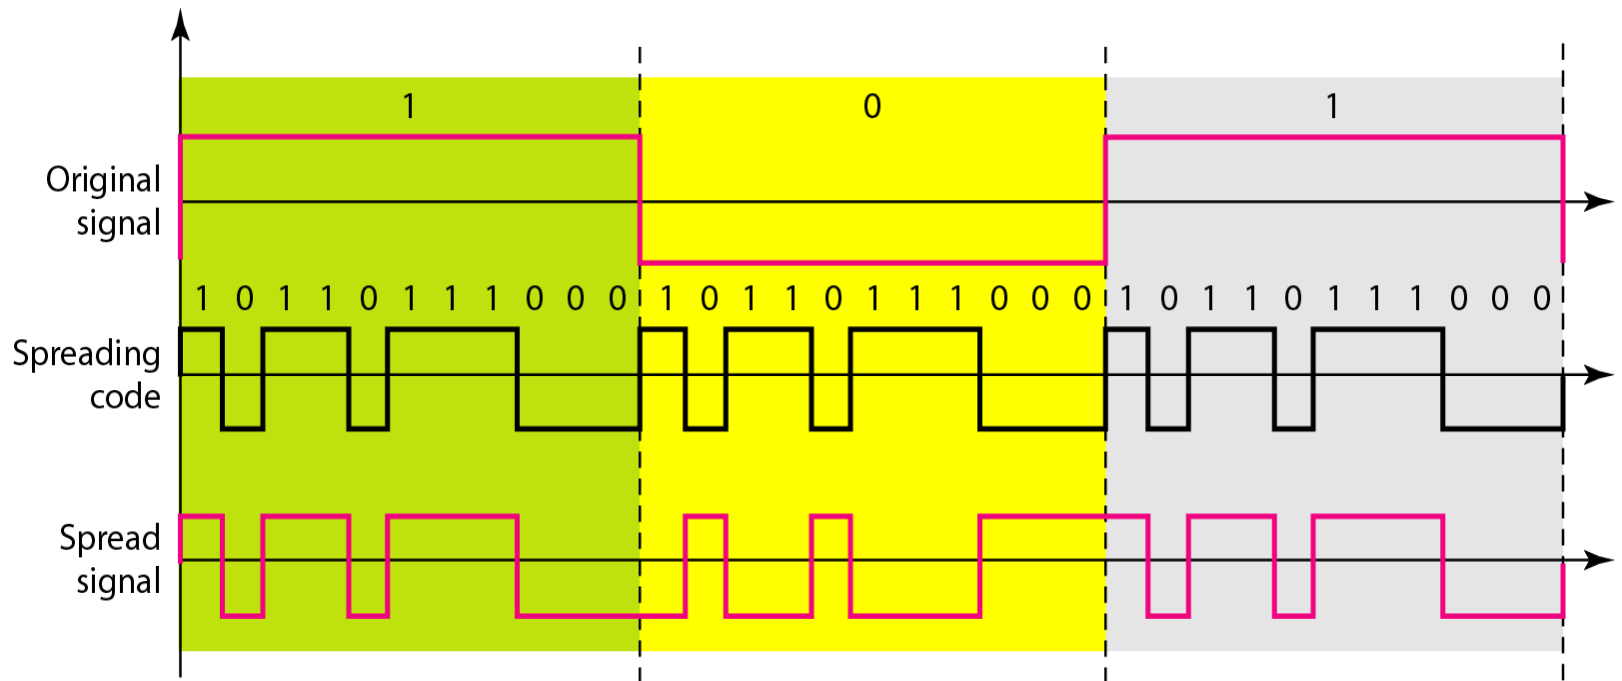 1 0 1
Original
signal
1 0 1 1 0 1 1 1 0 0 0 1 0 1 1 0 1 1 1 0 0 0 1 0 1 1 0 1 1 1 0 0 0
Spreading
code
Spread
signal